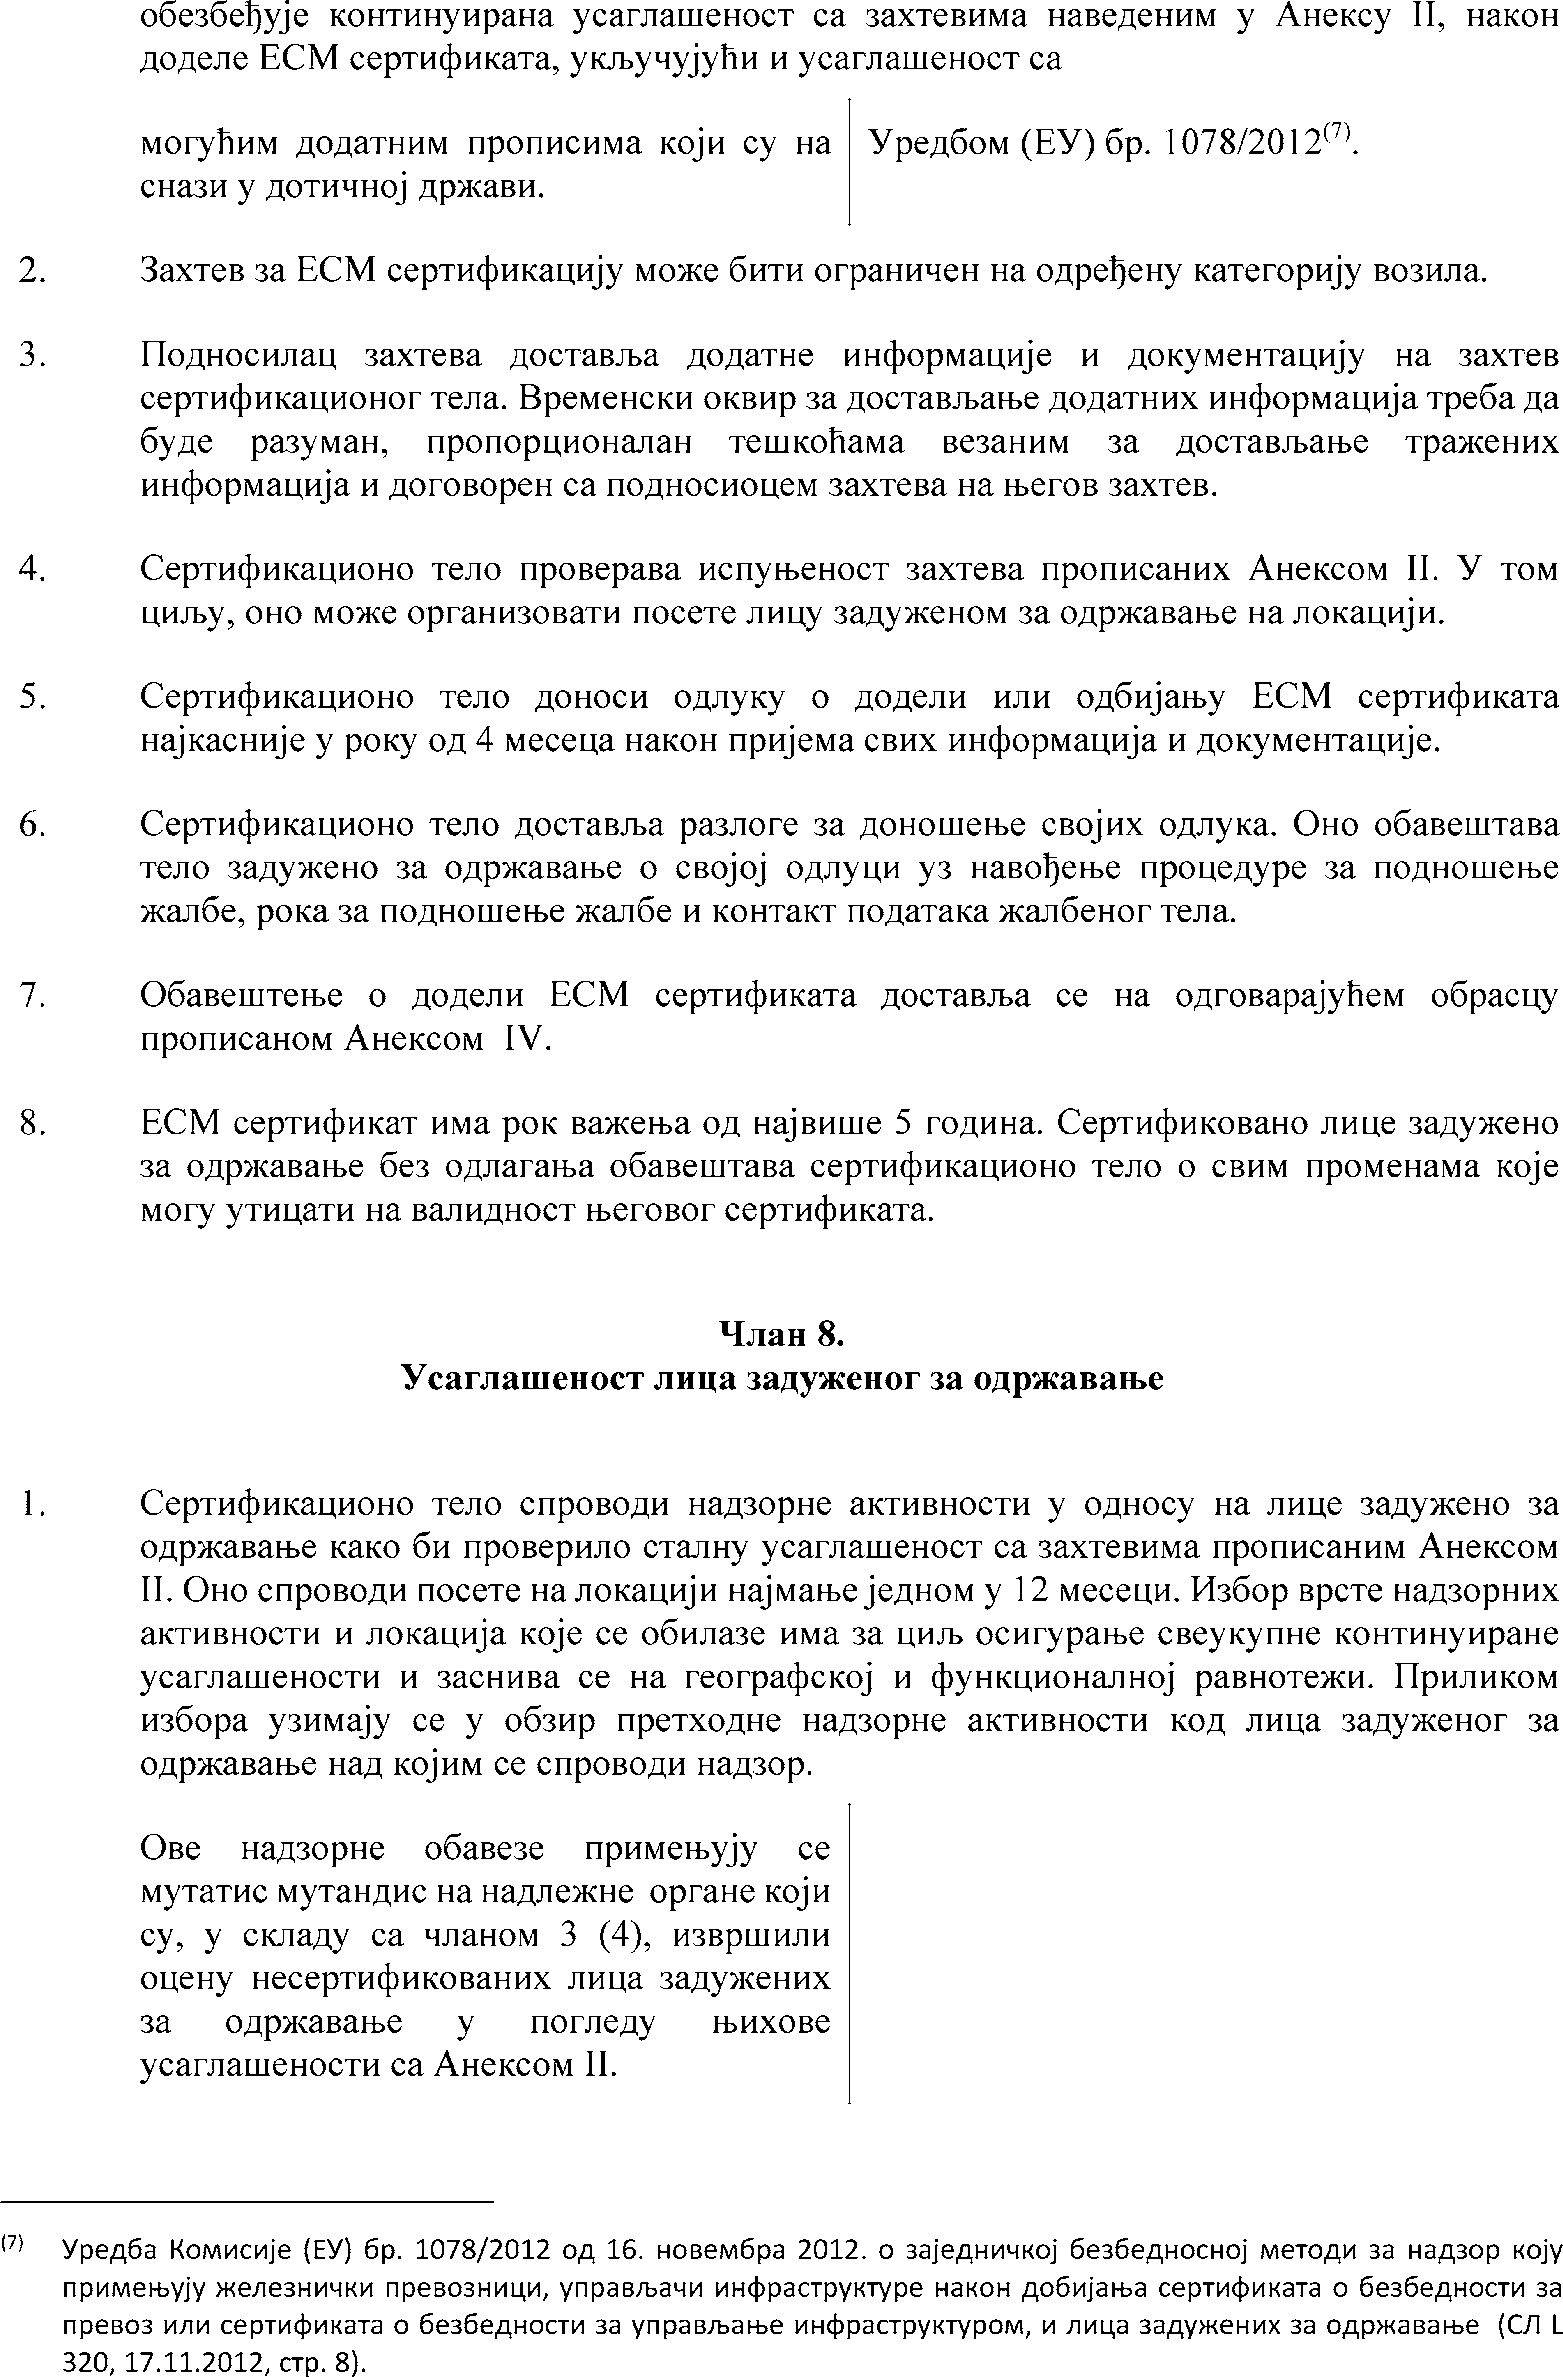 обезбеђује континуирана усаглашеност са захтевима наведеним у Анексу II, након
доделе ECM сертификата, укључујући и усаглашеност са
могућим додатним прописима који су на
снази у дотичној држави.
Уредбом (ЕУ) бр. 1078/2012(7).
2. Захтев за ECM сертификацију може бити ограничен на одређену категорију возила.
3. Подносилац захтева доставља додатне информације и документацију на захтев
сертификационог тела. Временски оквир за достављање додатних информација треба да
буде разуман, пропорционалан тешкоћама везаним за достављање тражених
информација и договорен са подносиоцем захтева на његов захтев.
4. Сертификационо тело проверава испуњеност захтева прописаних Анексом II. У том
циљу, оно може организовати посете лицу задуженом за одржавање на локацији.
5. Сертификационо тело доноси одлуку о додели или одбијању ECM сертификата
најкасније у року од 4 месеца након пријема свих информација и документације.
6. Сертификационо тело доставља разлоге за доношење својих одлука. Оно обавештава
тело задужено за одржавање о својој одлуци уз навођење процедуре за подношење
жалбе, рока за подношење жалбе и контакт података жалбеног тела.
7. Обавештење о додели ECM сертификата доставља се на одговарајућем обрасцу
прописаном Анексом IV.
8. ECM сертификат има рок важења од највише 5 година. Сертификовано лице задужено
за одржавање без одлагања обавештава сертификационо тело о свим променама које
могу утицати на валидност његовог сертификата.
Члан 8.
Усаглашеност лица задуженог за одржавање
1. Сертификационо тело спроводи надзорне активности у односу на лице задужено за
одржавање како би проверило сталну усаглашеност са захтевима прописаним Анексом
II. Оно спроводи посете на локацији најмање једном у 12 месеци. Избор врсте надзорних
активности и локација које се обилазе има за циљ осигурање свеукупне континуиране
усаглашености и заснива се на географској и функционалној равнотежи. Приликом
избора узимају се у обзир претходне надзорне активности код лица задуженог за
одржавање над којим се спроводи надзор.
Ове надзорне обавезе примењују се
мутатис мутандис на надлежне органе који
су, у складу са чланом 3 (4), извршили
оцену несертификованих лица задужених
за одржавање у погледу њихове
усаглашености са Анексом II.
(7) Уредба Комисије (ЕУ) бр. 1078/2012 од 16. новембра 2012. о заједничкој безбедносној методи за надзор коју
примењују железнички превозници, управљачи инфраструктуре након добијања сертификата о безбедности за
превоз или сертификата о безбедности за управљање инфраструктуром, и лица задужених за одржавање (СЛ L
320, 17.11.2012, стр. 8).